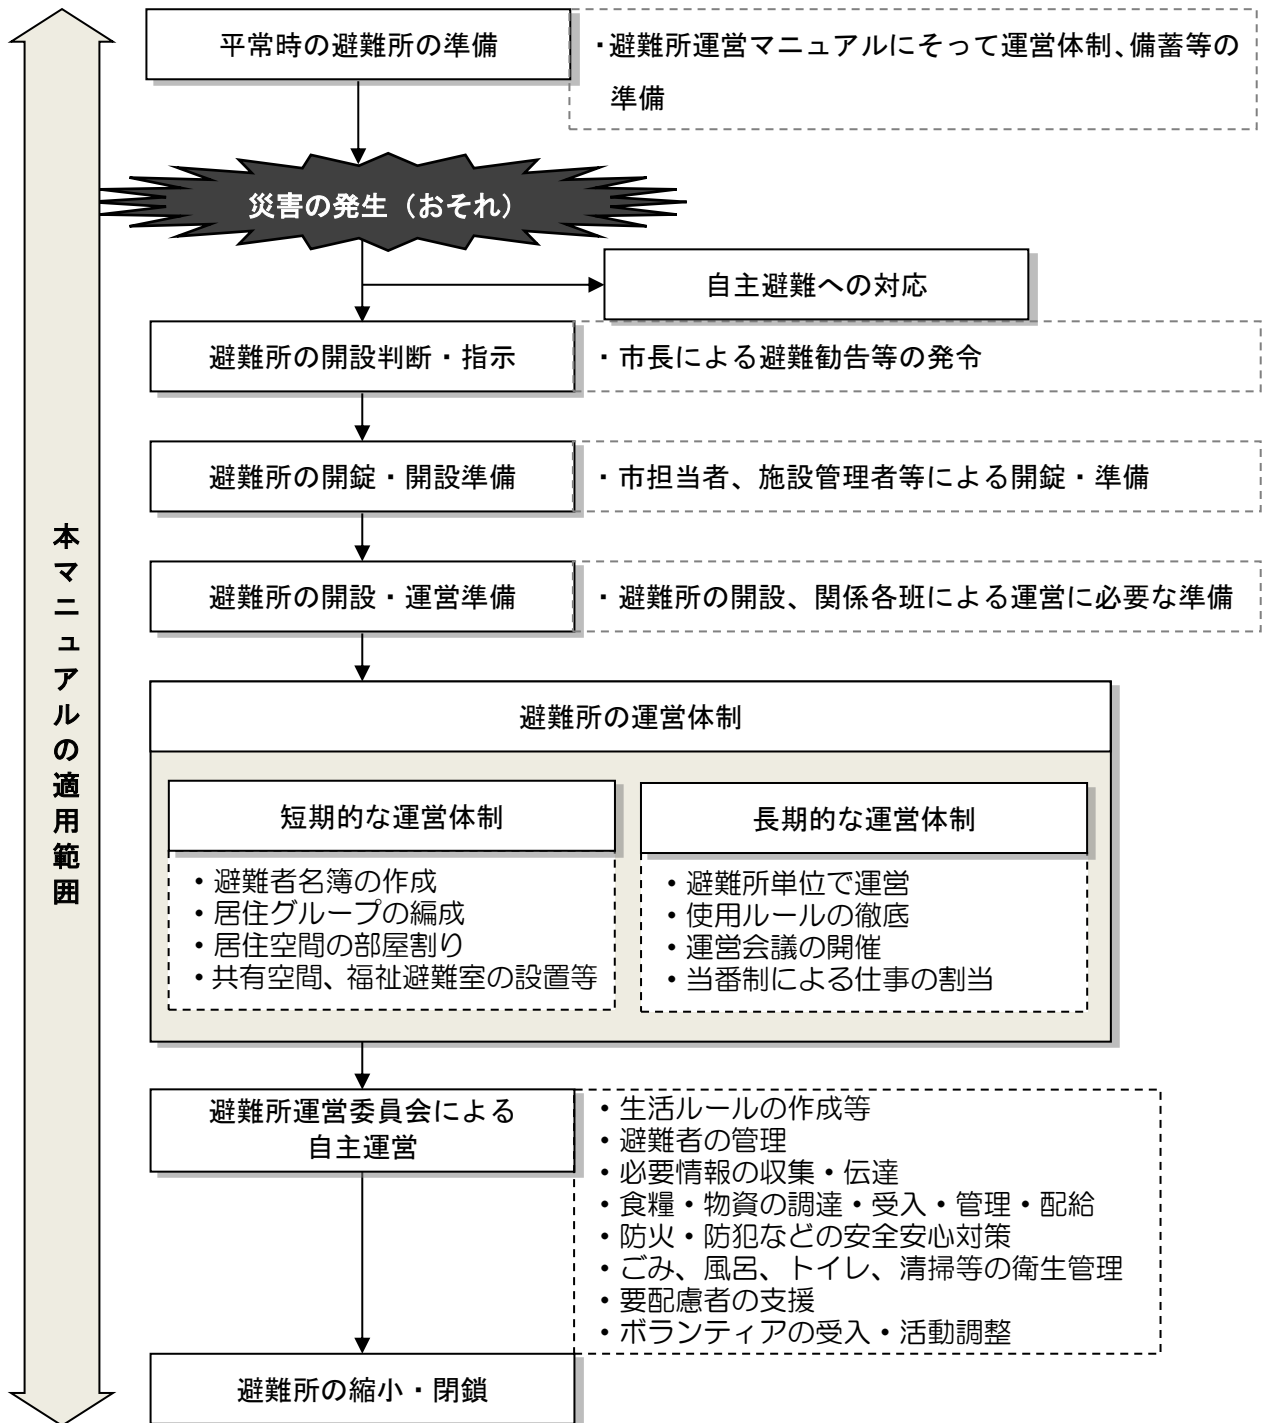 平常時の避難所の準備
・避難所運営マニュアルにそって運営体制、備蓄等の
準備
災害の発生（おそれ）
自主避難への対応
避難所の開設判断・指示
・市長による避難勧告等の発令
避難所の開錠・開設準備
・市担当者、施設管理者等による開錠・準備
避難所の開設・運営準備
・避難所の開設、関係各班による運営に必要な準備
本マニュアルの適用範囲
避難所の運営体制
短期的な運営体制
・避難者名簿の作成
・居住グループの編成
・居住空間の部屋割り
・共有空間、福祉避難室の設置等
長期的な運営体制
・避難所単位で運営
・使用ルールの徹底
・運営会議の開催
・当番制による仕事の割当
避難所運営委員会による
自主運営
・生活ルールの作成等
・避難者の管理
・必要情報の収集・伝達
・食糧・物資の調達・受入・管理・配給
・防火・防犯などの安全安心対策
・ごみ、風呂、トイレ、清掃等の衛生管理
・要配慮者の支援
・ボランティアの受入・活動調整
避難所の縮小・閉鎖